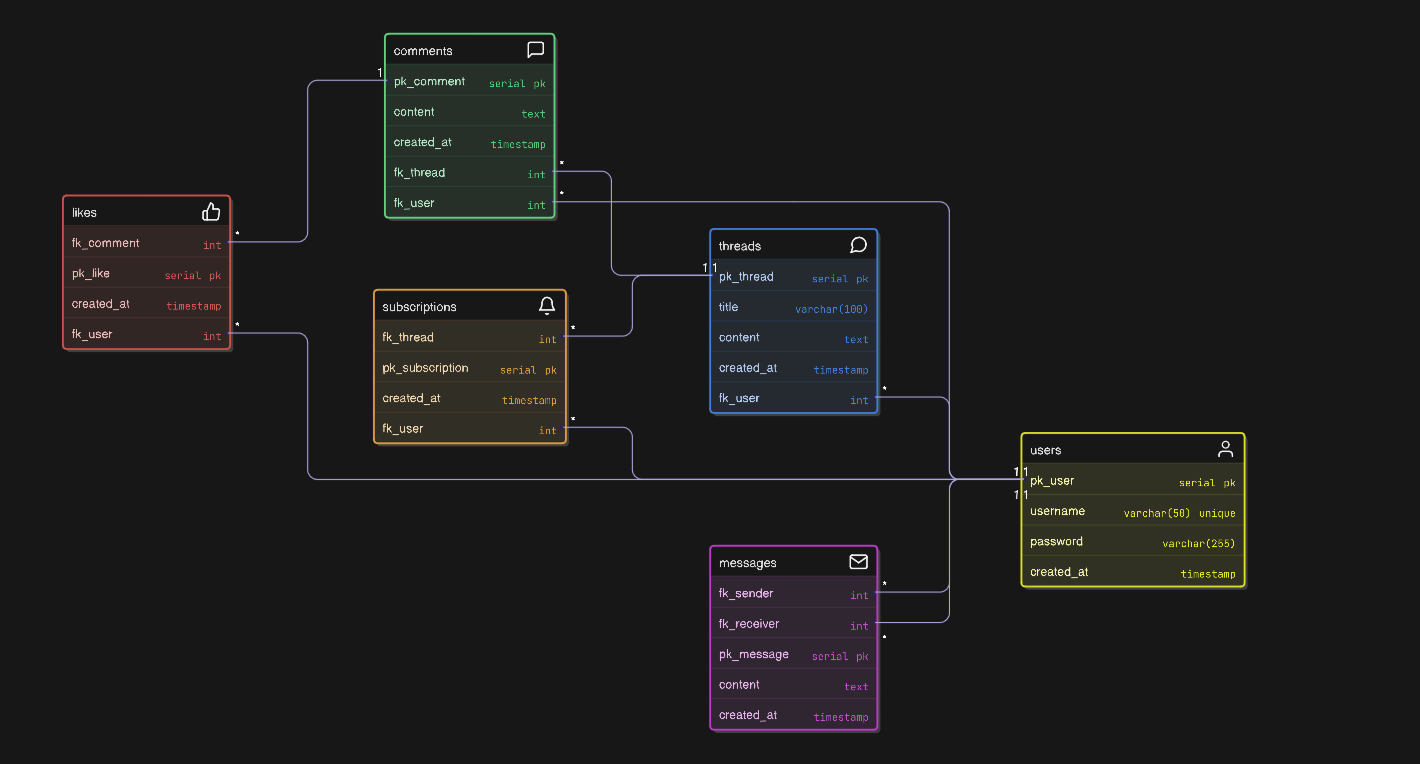 comments
1
pk_comment serial pk
content text
created_at timestamp
fk_thread int
*
fk_user int
*
likes
fk_comment int
*
pk_like serial pk
created_at timestamp
fk_user int
*
subscriptions
fk_thread int
*
pk_subscription serial pk
created_at timestamp
fk_user int
*
threads
1 1
pk_thread serial pk
title varchar(100)
content text
created_at timestamp
fk_user int
*
users
1 1
pk_user serial pk
1 1
username varchar(50) unique
password varchar(255)
created_at timestamp
messages
fk_sender int
*
fk_receiver int
*
pk_message serial pk
content text
created_at timestamp